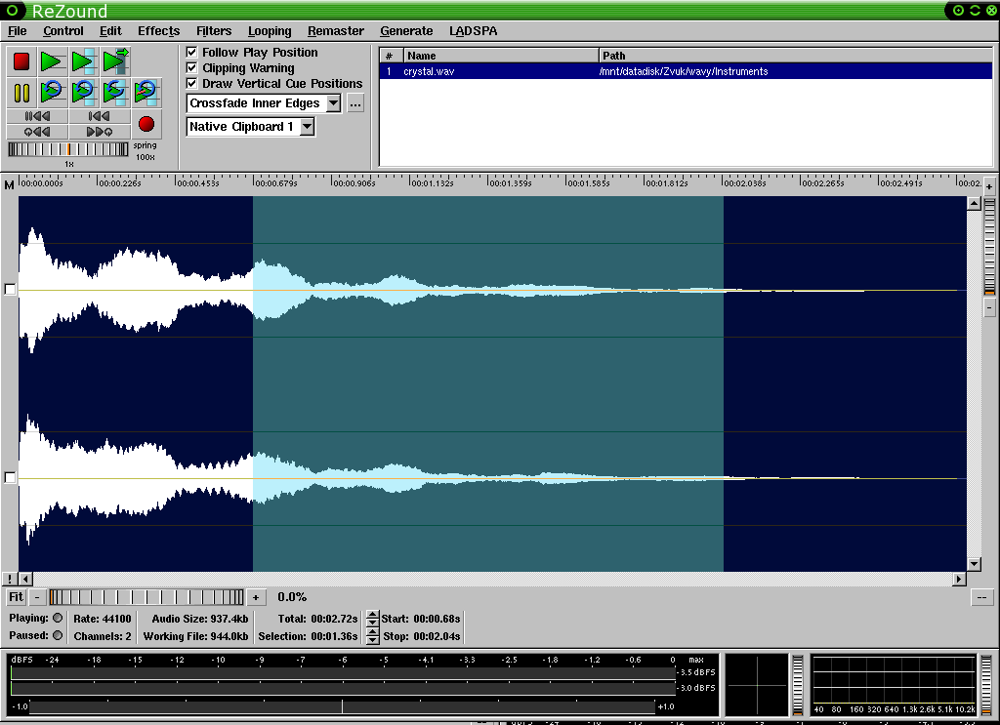 ReZound
File Control Edit Effects Filters Looping Remaster Generate LADSPA
Follow Play Position
Clipping Warning
Draw Vertical Cue Positions
Crossfade Inner Edges ...
Native Clipboard 1
spring
100x
1x
# Name Path
1 crystal.wav /mnt/datadisk/Zvuk/wavy/Instruments
M 00:00.000s 00:00.226s 00:00.453s 00:00.679s 00:00.906s 00:01.132s 00:01.359s 00:01.585s 00:01.812s 00:02.038s 00:02.265s 00:02.491s 00:02. +
-
!
Fit - + 0.0% --
Playing: Rate: 44100 Audio Size: 937.4kb Total: 00:02.72s Start: 00:00.68s
Paused: Channels: 2 Working File: 944.0kb Selection: 00:01.36s Stop: 00:02.04s
dBFS -24 -18 -15 -12 -10 -9 -7 -6 -5 -4.1 -3.3 -2.5 -1.8 -1.2 -0.6 0 max
-3.5 dBFS
-3.0 dBFS
-1.0 +1.0
40 80 160 320 640 1.3k 2.6k 5.1k 10.2k